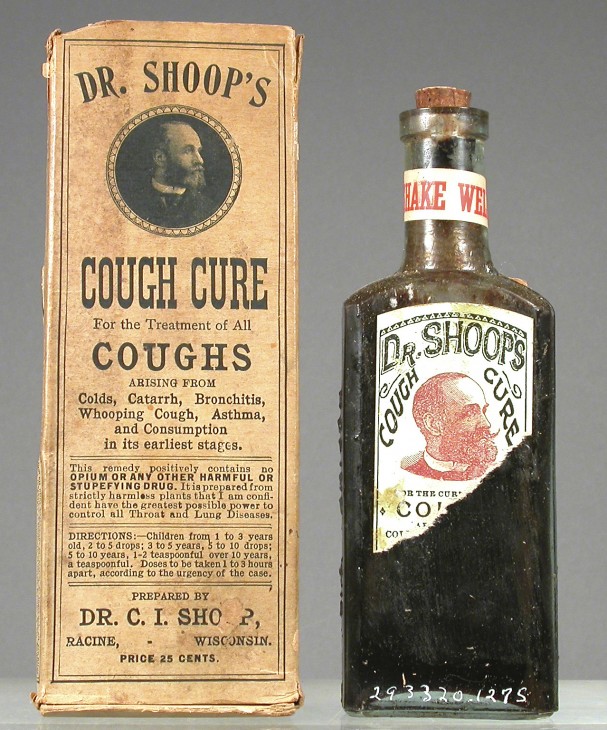 DR. SHOOP'S
COUGH CURE
For the Treatment of All
COUGHS
ARISING FROM
Colds, Catarrh, Bronchitis,
Whooping Cough, Asthma,
and Consumption
in its earliest stages.
This remedy positively contains no
OPIUM OR ANY OTHER HARMFUL OR
STUPEFYING DRUG. It is prepared from
strictly harmless plants that I am confi-
dent have the greatest possible power to
control all Throat and Lung Diseases.
DIRECTIONS:—Children from 1 to 3 years
old, 2 to 5 drops; 3 to 5 years, 5 to 10 drops;
5 to 10 years, 1-2 teaspoonful over 10 years,
a teaspoonful. Doses to be taken 1 to 3 hours
apart, according to the urgency of the case.
PREPARED BY
DR. C. I. SHO P,
RACINE, - WISCONSIN.
PRICE 25 CENTS.
HAKE WEL
DR. SHOOP'S
COUGH CURE
OR THE CUR
CO
293320.1275